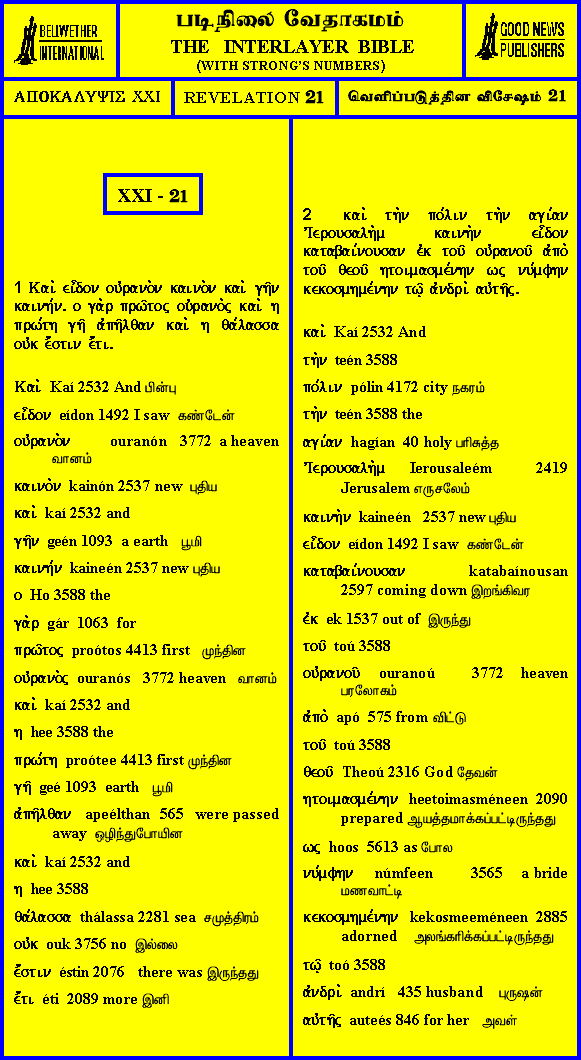 BELLWETHER
INTERNATIONAL
படிநிலை வேதாகமம்
THE INTERLAYER BIBLE
(WITH STRONG'S NUMBERS)
GOOD NEWS
PUBLISHERS
ΑΠΟΚΑΛΥΨΙΣ XXI
REVELATION 21
வெளிப்படுத்தின விசேஷம் 21
XXI - 21
1 Καὶ εἶδον οὐρανὸν καινὸν καὶ γῆν
καινήν. ο γὰρ πρῶτος οὐρανὸς καὶ η
πρώτη γῆ ἀπῆλθαν καὶ η θάλασσα
οὐκ ἔστιν ἔτι.
Καὶ Kaí 2532 And பின்பு
εἶδον eídon 1492 I saw கண்டேன்
οὐρανὸν ouranón 3772 a heaven
வானம்
καινὸν kainón 2537 new புதிய
καὶ kaí 2532 and
γῆν geén 1093 a earth பூமி
καινήν kaineén 2537 new புதிய
ο Ho 3588 the
γὰρ gár 1063 for
πρῶτος proótos 4413 first முந்தின
οὐρανὸς ouranós 3772 heaven வானம்
καὶ kaí 2532 and
η hee 3588 the
πρώτη proótee 4413 first முந்தின
γῆ geé 1093 earth பூமி
ἀπῆλθαν apeélthan 565 were passed
away ஒழிந்துபோயின
καὶ kaí 2532 and
η hee 3588
θάλασσα thálassa 2281 sea சமுத்திரம்
οὐκ ouk 3756 no இல்லை
ἔστιν éstin 2076 there was இருந்தது
ἔτι éti 2089 more இனி
2 καὶ τὴν πόλιν τὴν αγίαν
Ἰερουσαλὴμ καινὴν εἶδον
καταβαίνουσαν ἐκ τοῦ οὐρανοῦ ἀπὸ
τοῦ θεοῦ ητοιμασμένην ως νύμφην
κεκοσμημένην τῷ ἀνδρὶ αὐτῆς.
καὶ Kaí 2532 And
τὴν teén 3588
πόλιν pólin 4172 city நகரம்
τὴν teén 3588 the
αγίαν hagían 40 holy பரிசுத்த
Ἰερουσαλὴμ Ierousaleém 2419
Jerusalem எருசலேம்
καινὴν kaineén 2537 new புதிய
εἶδον eídon 1492 I saw கண்டேன்
καταβαίνουσαν katabaínousan
2597 coming down இறங்கிவர
ἐκ ek 1537 out of இருந்து
τοῦ toú 3588
οὐρανοῦ ouranoú 3772 heaven
பரலோகம்
ἀπὸ apó 575 from விட்டு
τοῦ toú 3588
θεοῦ Theoú 2316 God தேவன்
ητοιμασμένην heetoimasméneen 2090
prepared ஆயத்தமாக்கப்பட்டிருந்தது
ως hoos 5613 as போல
νύμφην númfeen 3565 a bride
மணவாட்டி
κεκοσμημένην kekosmeeméneen 2885
adorned அலங்கரிக்கப்பட்டிருந்தது
τῷ toó 3588
ἀνδρὶ andrí 435 husband புருஷன்
αὐτῆς auteés 846 for her அவள்